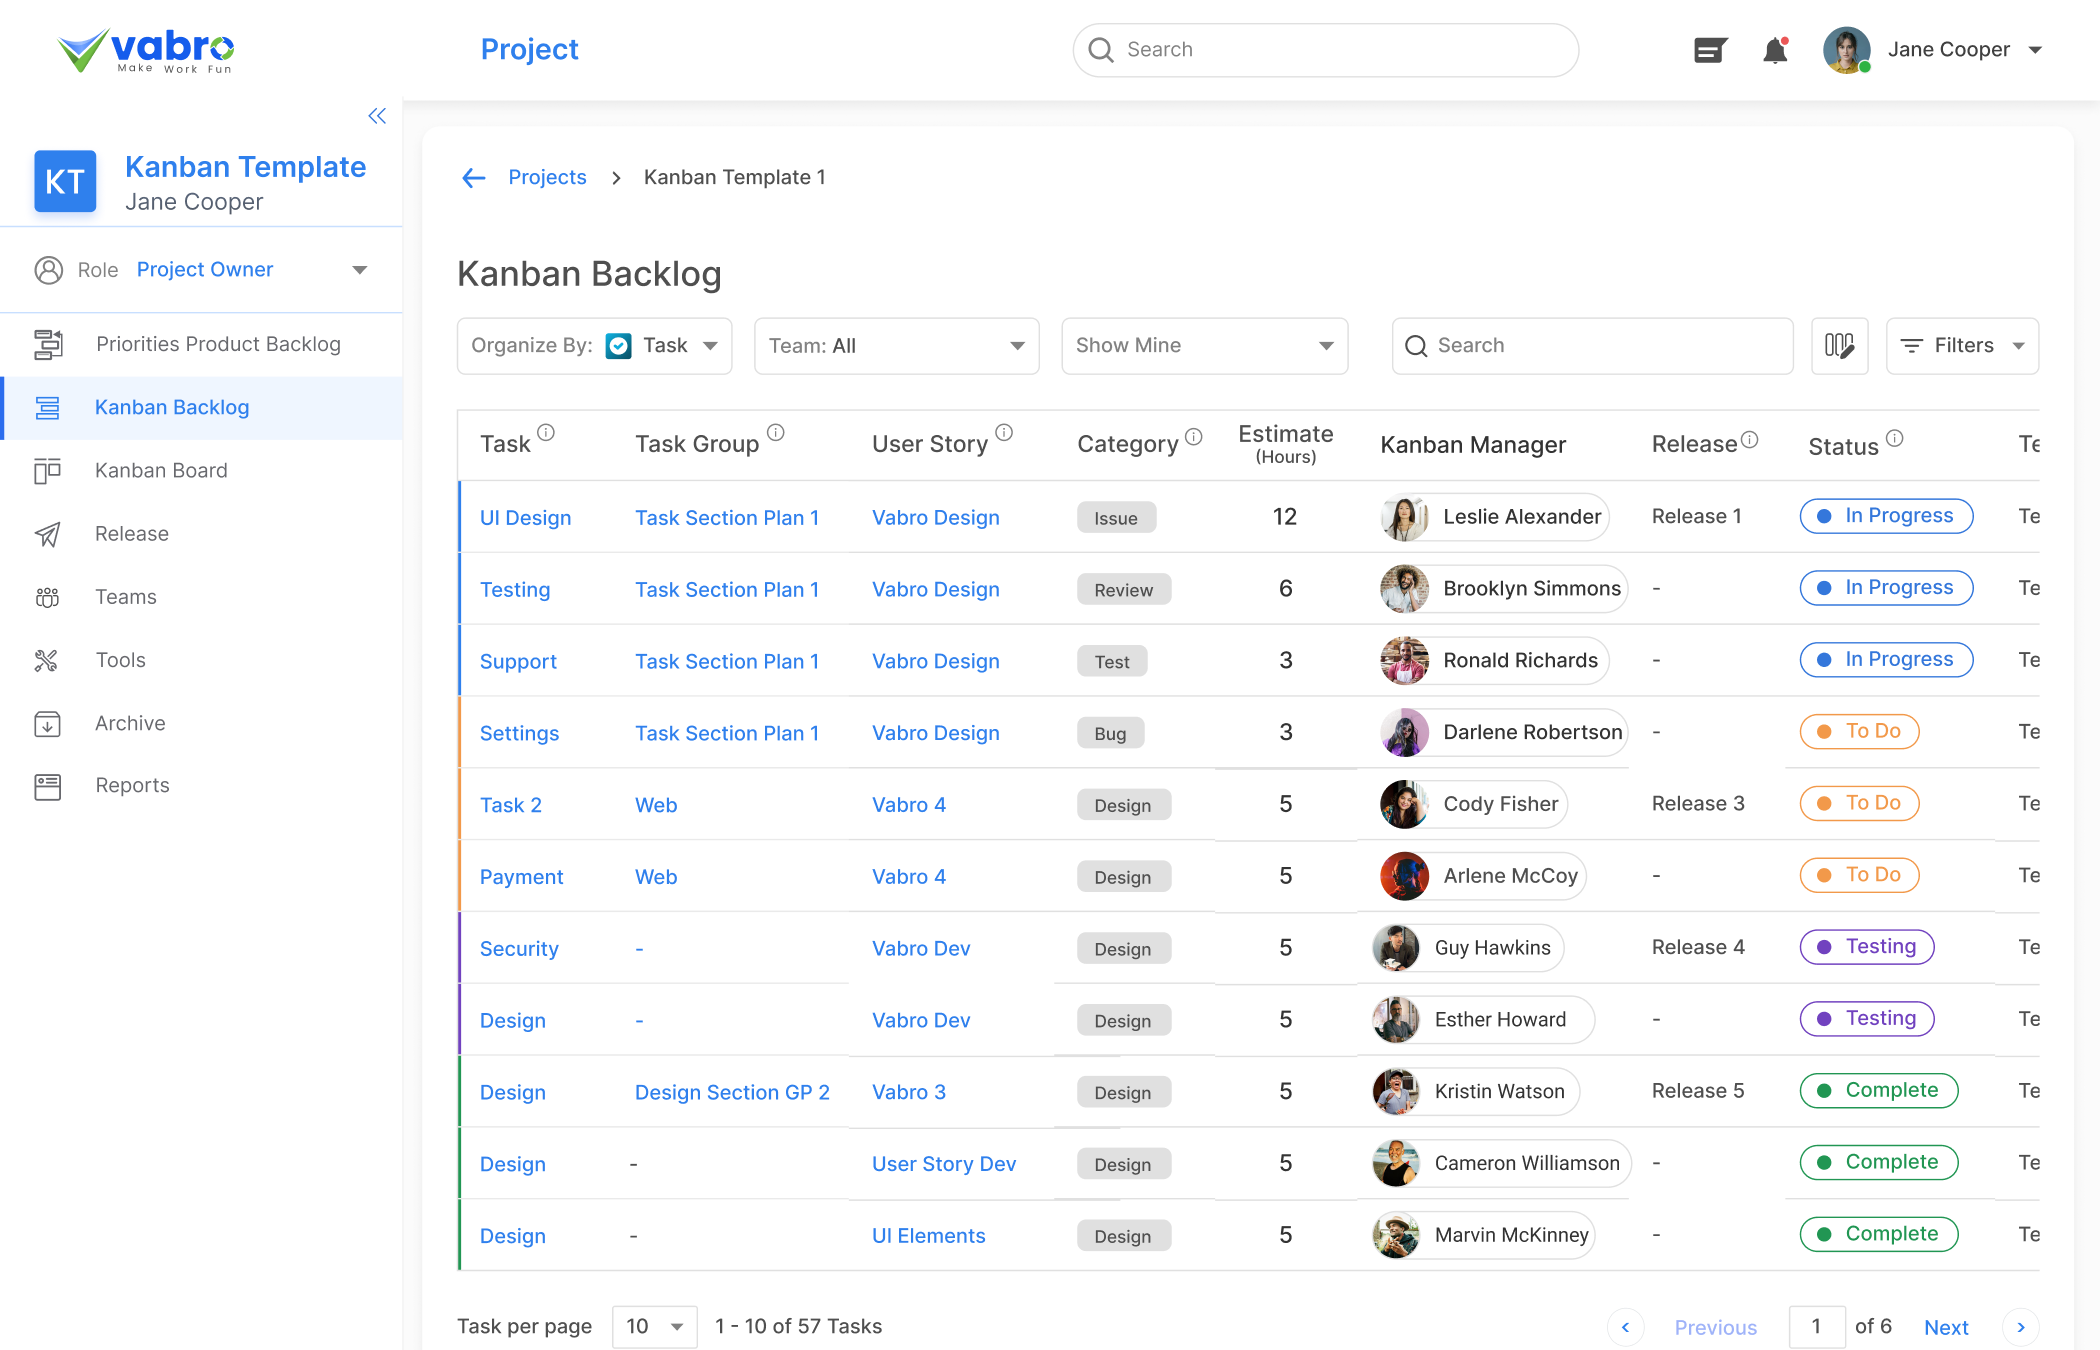 vabro
Make Work Fun
Project
Search
Jane Cooper
KT
Kanban Template
Jane Cooper
Role Project Owner
Priorities Product Backlog
Kanban Backlog
Kanban Board
Release
Teams
Tools
Archive
Reports
Projects > Kanban Template 1
Kanban Backlog
Organize By: Task Team: All Show Mine Search Filters
Task Task Group User Story Category Estimate (Hours) Kanban Manager Release Status Te
UI Design Task Section Plan 1 Vabro Design Issue 12 Leslie Alexander Release 1 In Progress Te
Testing Task Section Plan 1 Vabro Design Review 6 Brooklyn Simmons - In Progress Te
Support Task Section Plan 1 Vabro Design Test 3 Ronald Richards - In Progress Te
Settings Task Section Plan 1 Vabro Design Bug 3 Darlene Robertson - To Do Te
Task 2 Web Vabro 4 Design 5 Cody Fisher Release 3 To Do Te
Payment Web Vabro 4 Design 5 Arlene McCoy - To Do Te
Security - Vabro Dev Design 5 Guy Hawkins Release 4 Testing Te
Design - Vabro Dev Design 5 Esther Howard - Testing Te
Design Design Section GP 2 Vabro 3 Design 5 Kristin Watson Release 5 Complete Te
Design - User Story Dev Design 5 Cameron Williamson - Complete Te
Design - UI Elements Design 5 Marvin McKinney - Complete Te
Task per page 10 1 - 10 of 57 Tasks Previous 1 of 6 Next